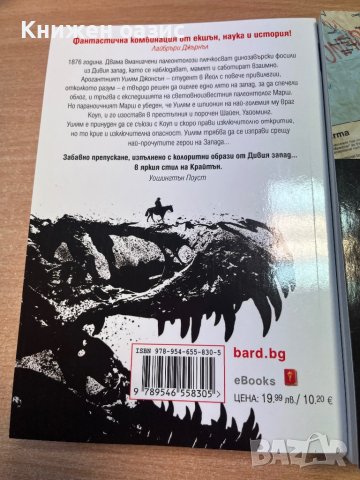 Книжен оазис
Фантастична комбинация от екшън, наука и история!
Лайбръри Джърнъл
1876 година. Двама вманиачени палеонтолози плячкосват динозавърски фосили
из Дивия запад, като се наблюдават, мамят и саботират взаимно.
Арогантният Уилям Джонсън – студент в Йейл с повече привилегии,
отколкото разум – е твърдо решен да оцелее едно лято на запад, за да спечели
облог, и тръгва с експедицията на световноизвестния палеонтолог Марш.
Но параноичният Марш е убеден, че Уилям е шпионин на най-големия му враг
Коуп, и го изоставя в престъпния и порочен Шайен, Уайоминг.
Уилям е принуден да се съюзи с Коуп и скоро прави изключително откритие,
но то крие и изключителна опасност. Уилям трябва да се изправи срещу
най-прочутите герои на Запада...
Забавно препускане, изпълнено с колоритни образи от Дивия запад...
в яркия стил на Крайтън.
Уошингтън Поуст
ISBN 978-954-655-830-5
9 789546 558305
bard.bg
eBooks
ЦЕНА: 19,99 лв./ 10,20 €
bazar